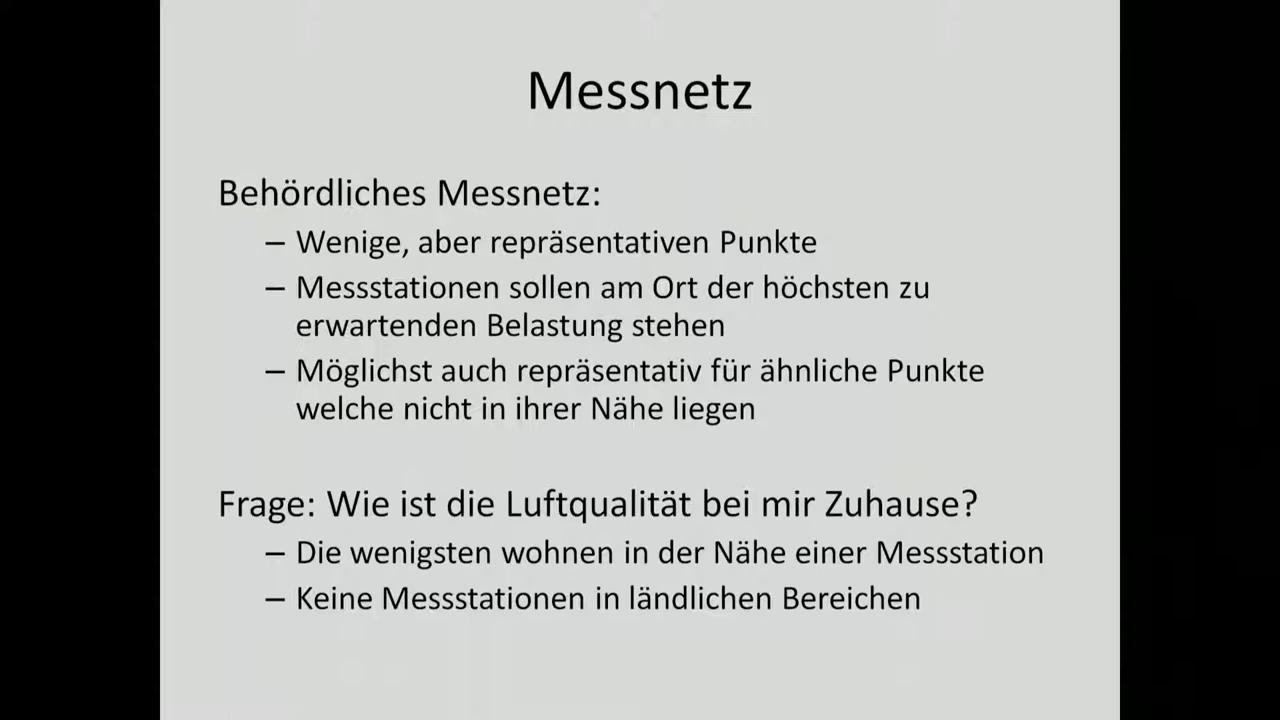 Messnetz
Behördliches Messnetz:
– Wenige, aber repräsentativen Punkte
– Messstationen sollen am Ort der höchsten zu
erwartenden Belastung stehen
– Möglichst auch repräsentativ für ähnliche Punkte
welche nicht in ihrer Nähe liegen
Frage: Wie ist die Luftqualität bei mir Zuhause?
– Die wenigsten wohnen in der Nähe einer Messstation
– Keine Messstationen in ländlichen Bereichen